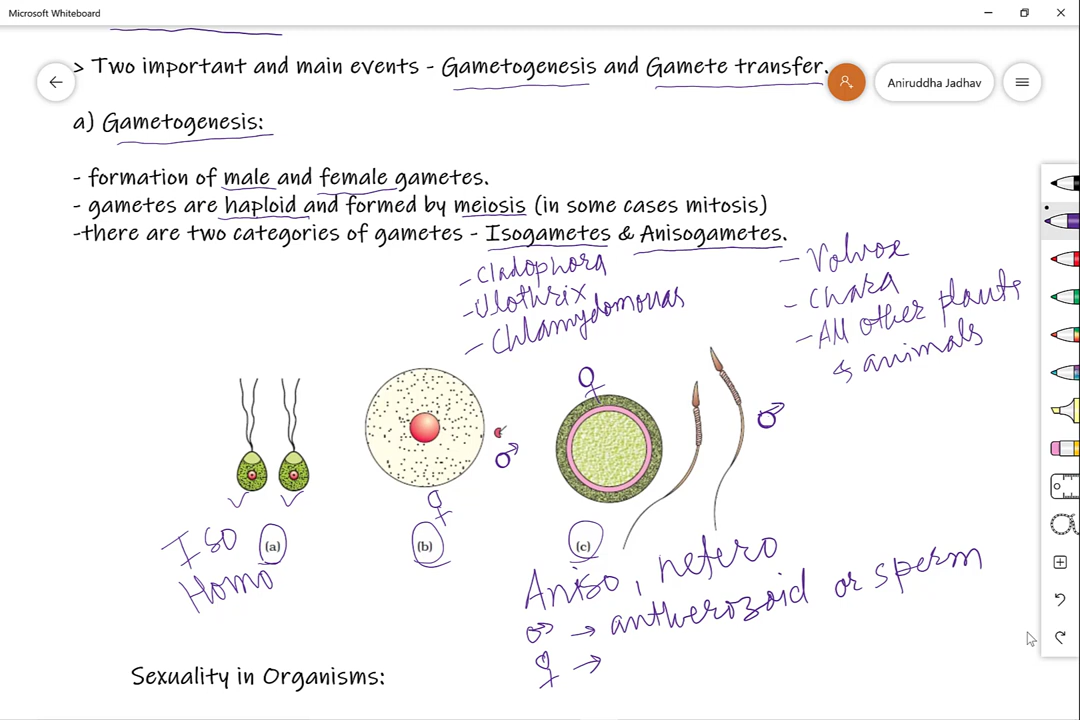 Microsoft Whiteboard
> Two important and main events - Gametogenesis and Gamete transfer.
Aniruddha Jadhav
a) Gametogenesis:
- formation of male and female gametes.
- gametes are haploid and formed by meiosis (in some cases mitosis)
-there are two categories of gametes - Isogametes & Anisogametes.
- Cladophora
- Ulothrix
- Chlamydomonas
- Volvox
- Chara
- All other plants
& animals
♀
♂
♂
♀
(a)
(b)
(c)
Iso
Homo
Aniso, hetero
♂ → antherozoid or sperm
♀ →
Sexuality in Organisms: